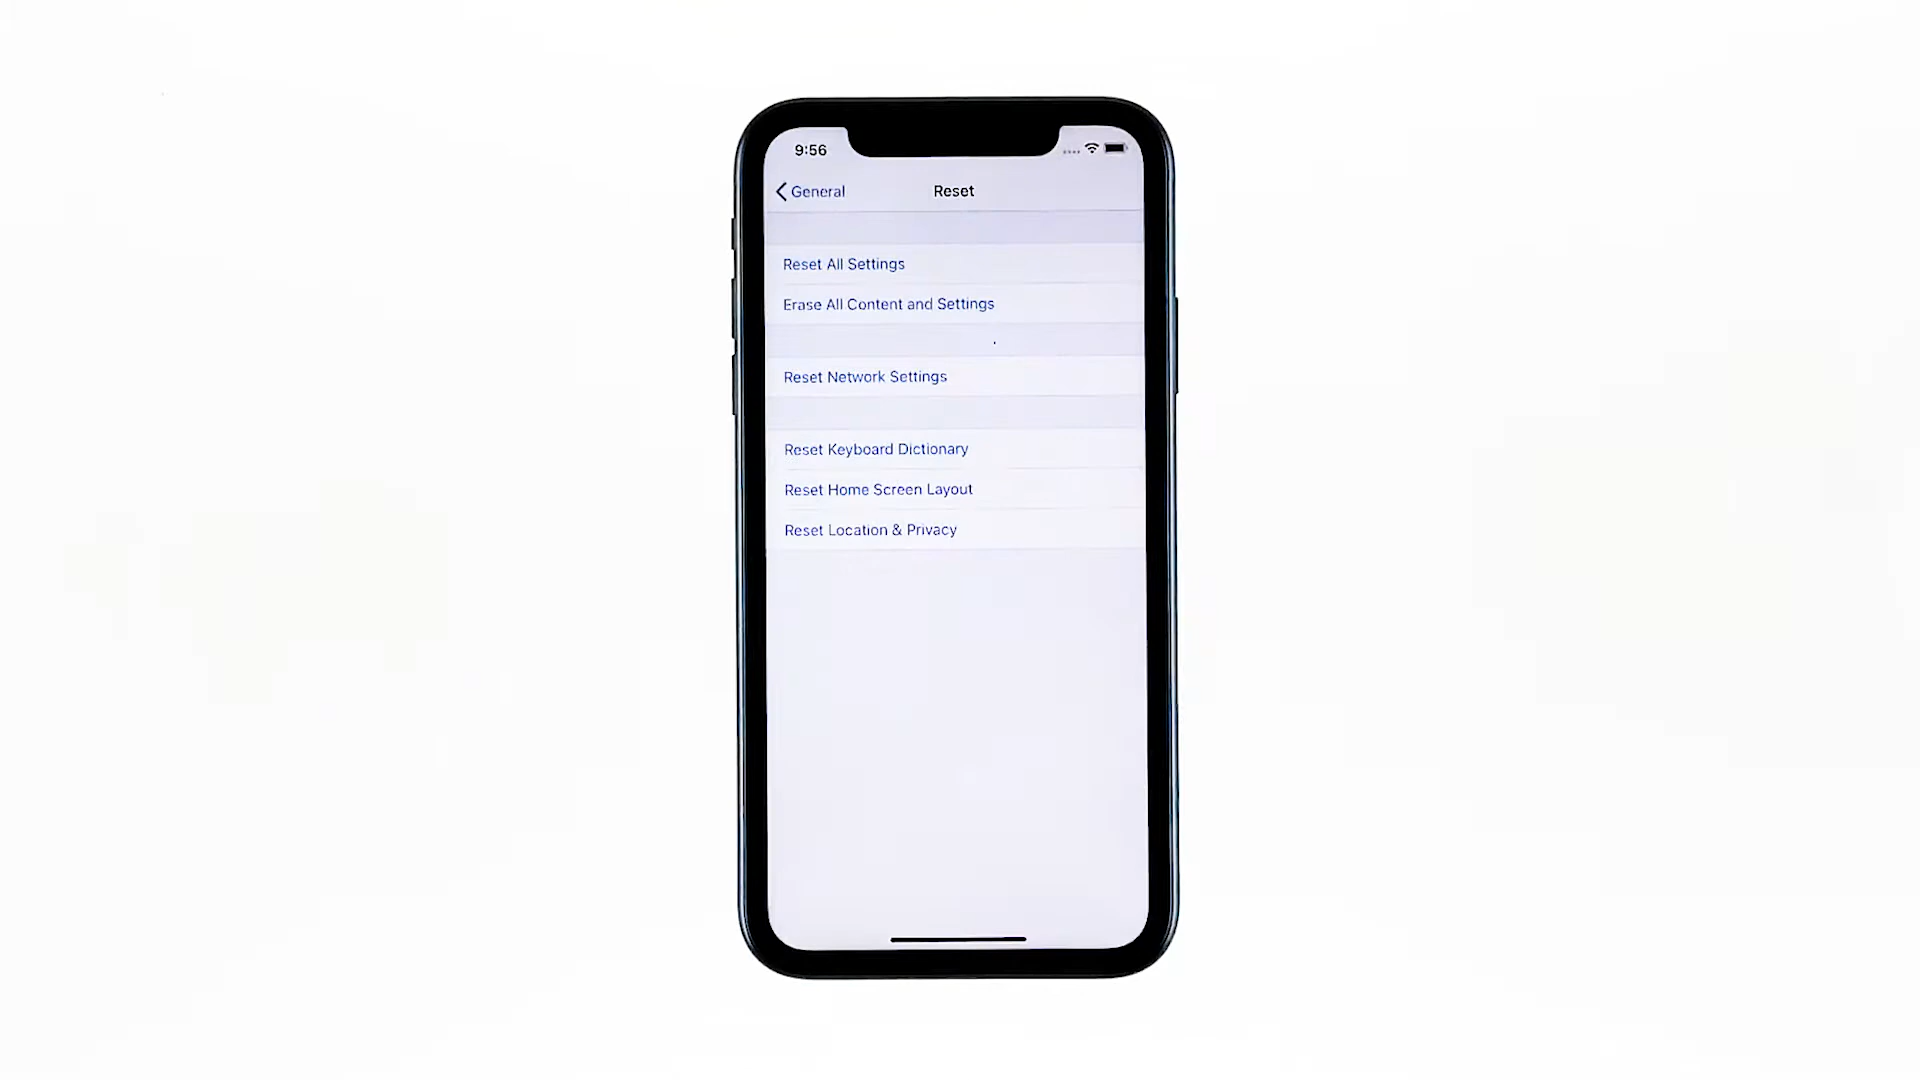 9:56
General
Reset
Reset All Settings
Erase All Content and Settings
Reset Network Settings
Reset Keyboard Dictionary
Reset Home Screen Layout
Reset Location & Privacy